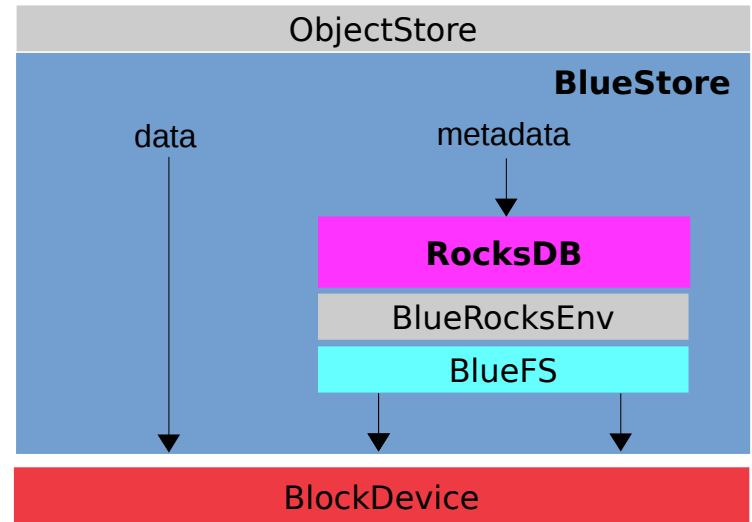 ObjectStore
BlueStore
data
metadata
RocksDB
BlueRocksEnv
BlueFS
BlockDevice